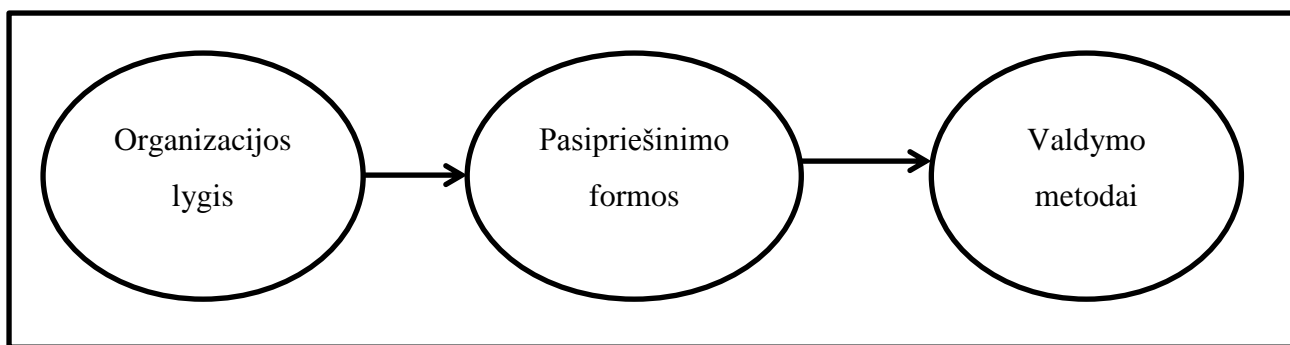 Organizacijos
lygis
Pasipriešinimo
formos
Valdymo
metodai